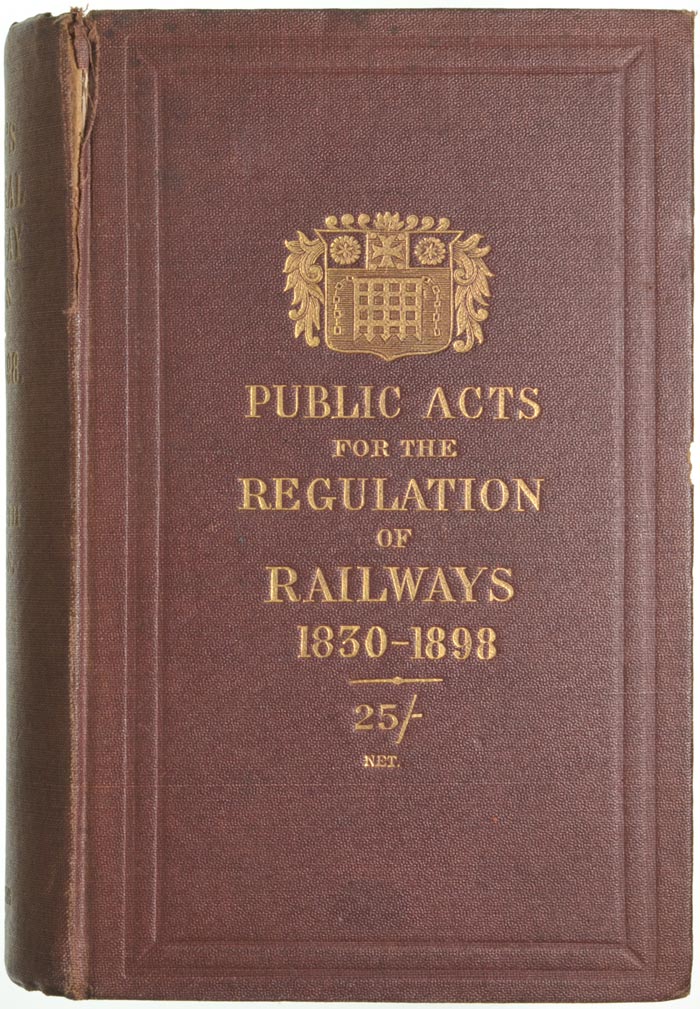 PUBLIC ACTS
FOR THE
REGULATION
OF
RAILWAYS
1830-1898
25/-
NET.